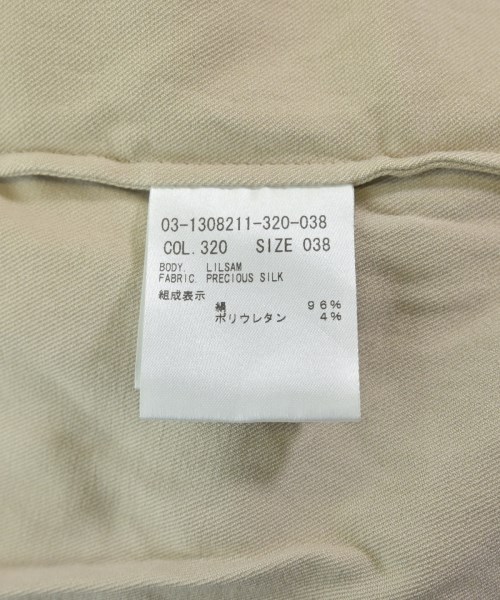 03-1308211-320-038
COL. 320 SIZE 038
BODY. LILSAM
FABRIC. PRECIOUS SILK
組成表示
絹 96%
ポリウレタン 4%